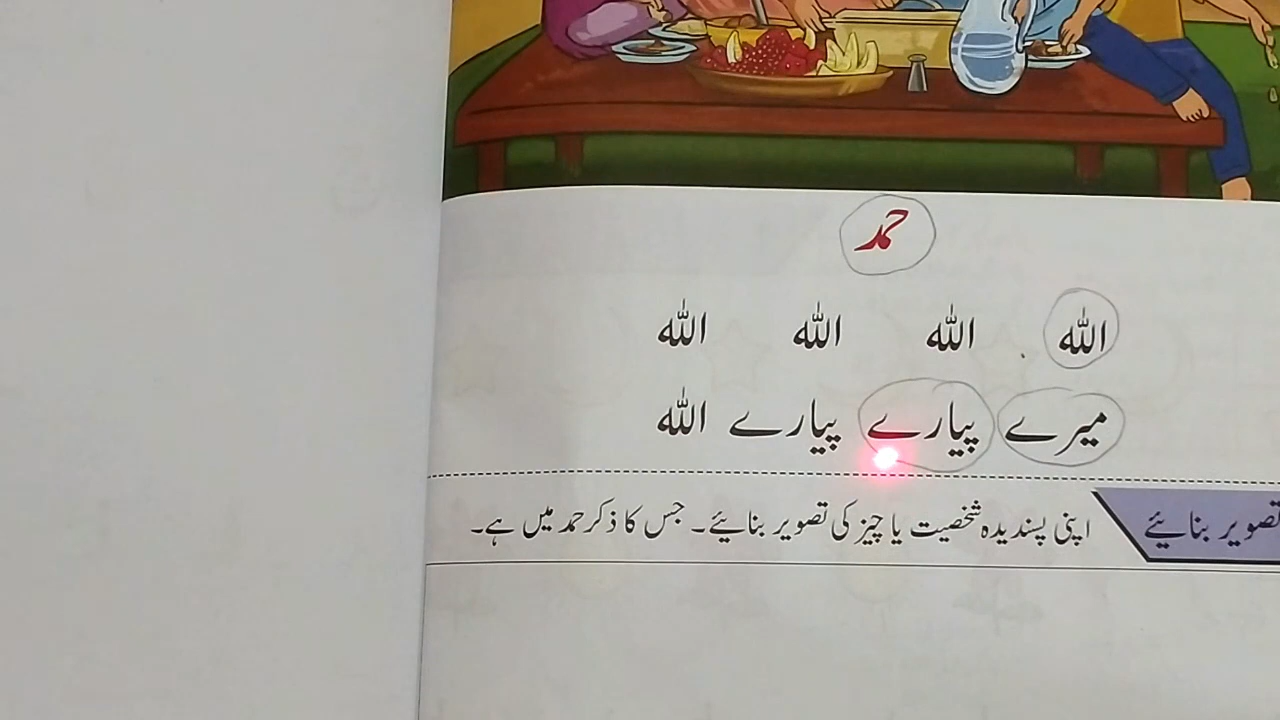 حمد
اللہ اللہ اللہ اللہ
میرے پیارے پیارے اللہ
تصویر بنائیے
اپنی پسندیدہ شخصیت یا چیز کی تصویر بنائیے۔ جس کا ذکر حمد میں ہے۔